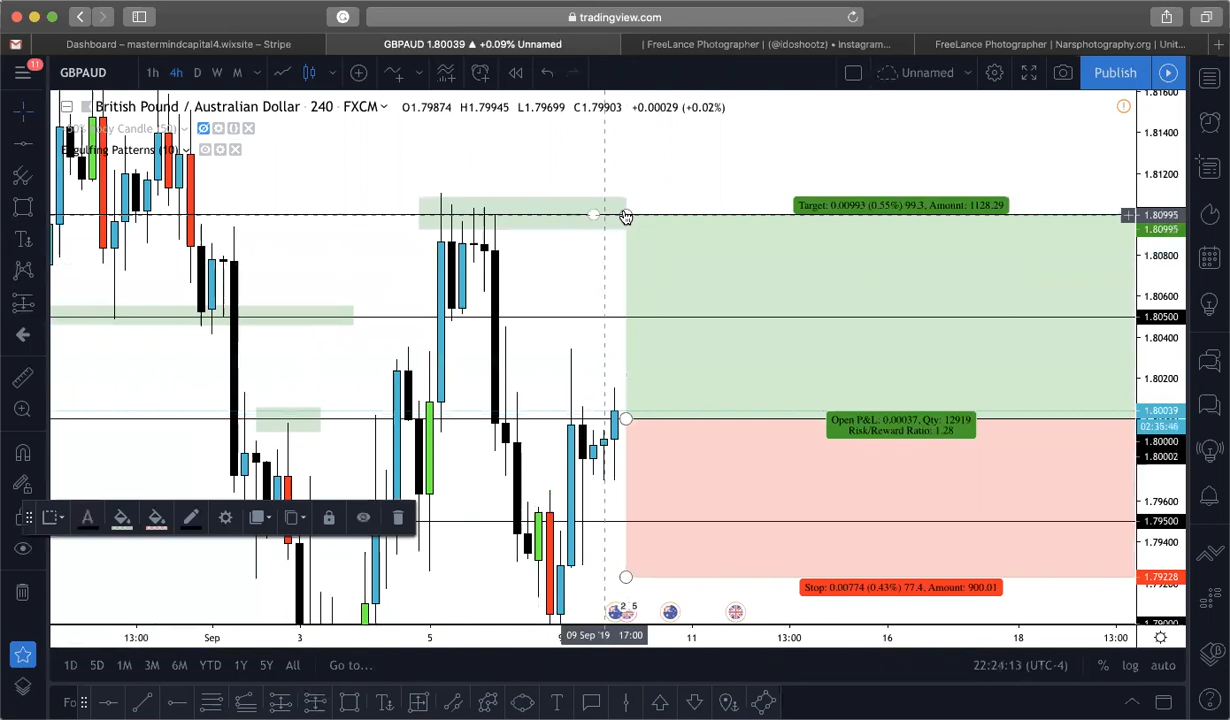 tradingview.com
Dashboard – mastermindcapital4.wixsite – Stripe
GBPAUD 1.80039 ▲ +0.09% Unnamed
| FreeLance Photographer | (@idoshootz) • Instagram...
FreeLance Photographer | Narsphotography.org | Unit...
11
GBPAUD
1h 4h D W M
Unnamed
Publish
British Pound / Australian Dollar · 240 · FXCM
O1.79874 H1.79945 L1.79699 C1.79903 +0.00029 (+0.02%)
Body Candle
Engulfing Patterns (10)
1.81600
1.81400
1.81200
Target: 0.00993 (0.55%) 99.3, Amount: 1128.29
1.80995
1.80995
1.80800
1.80600
1.80500
1.80400
1.80200
1.80039
Open P&L: 0.00037, Qty: 12919
02:35:46
Risk/Reward Ratio: 1.28
1.80000
1.80002
1.79600
1.79500
1.79400
1.79228
Stop: 0.00774 (0.43%) 77.4, Amount: 900.01
2 5
1.79000
13:00 Sep 3 5 09 Sep '19 17:00 11 13:00 16 18 13:00
1D 5D 1M 3M 6M YTD 1Y 5Y All Go to...
22:24:13 (UTC-4) % log auto
Fo